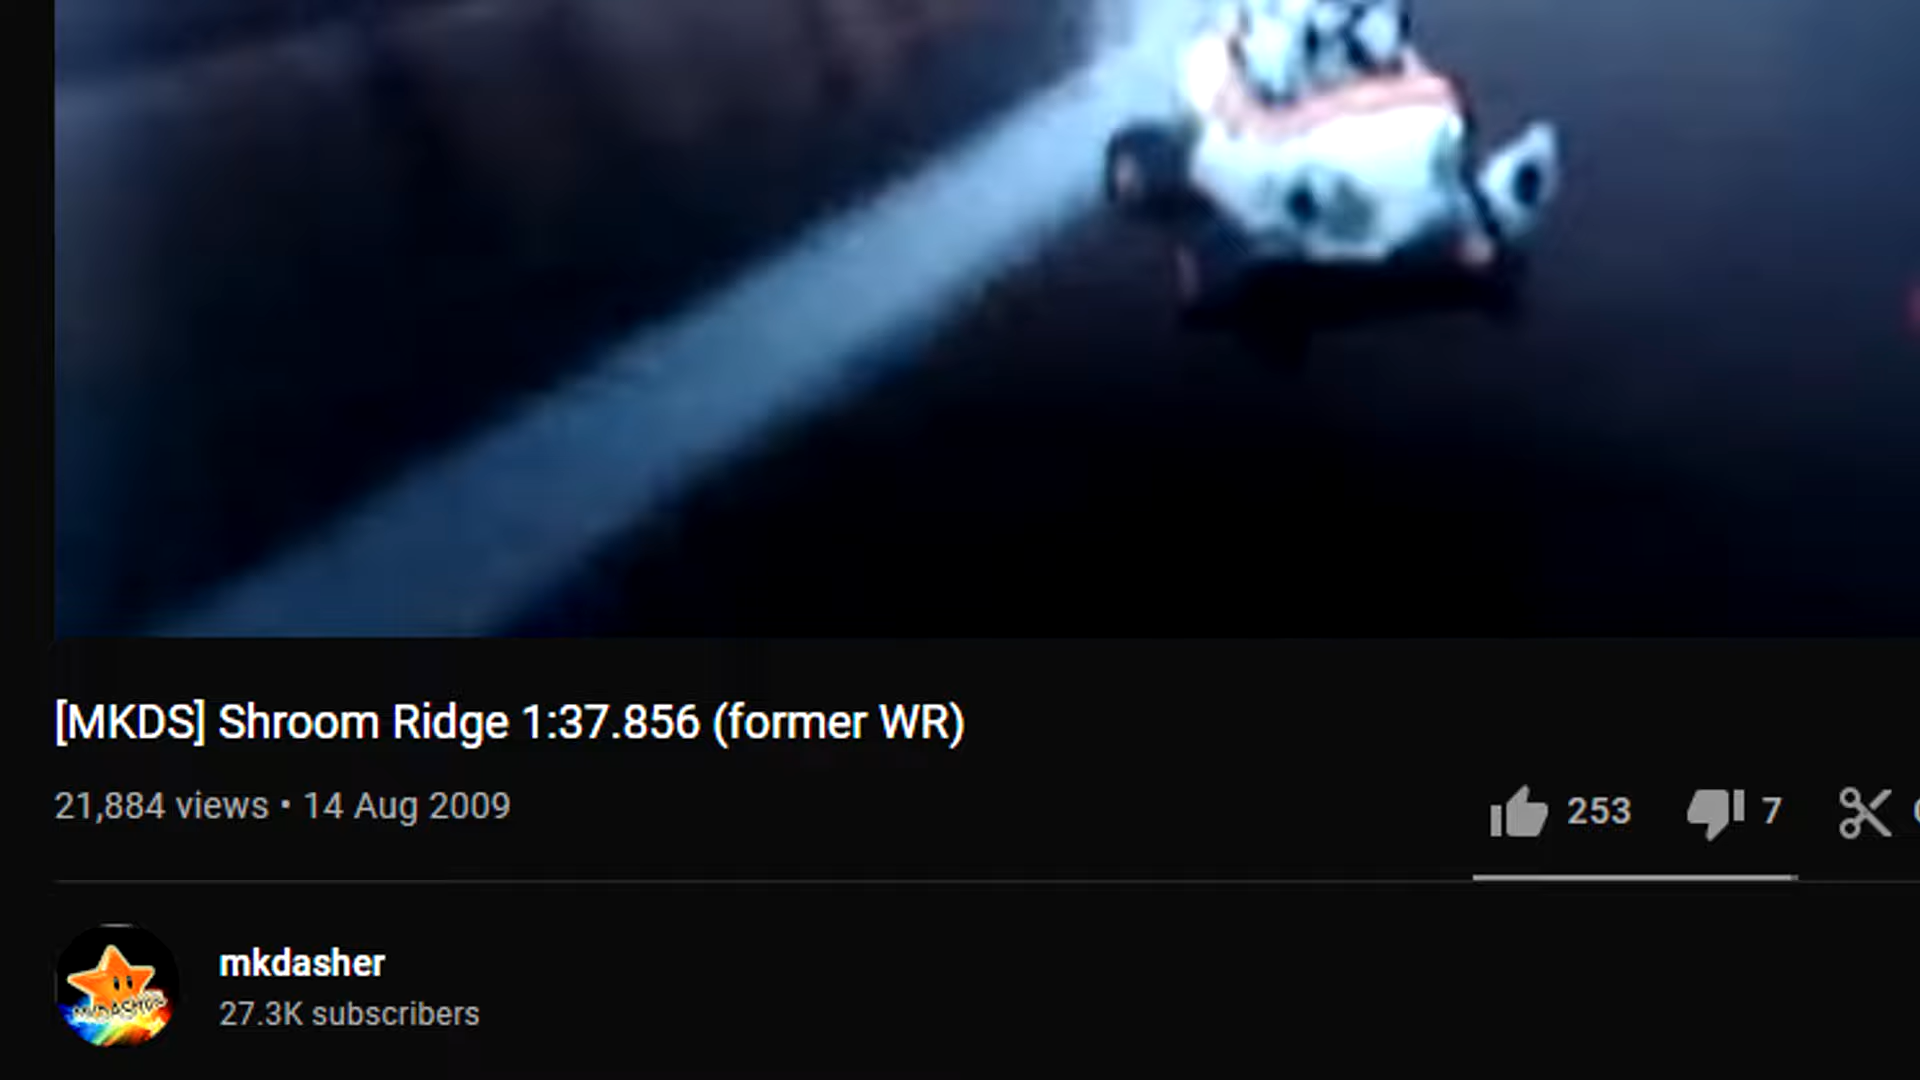 [MKDS] Shroom Ridge 1:37.856 (former WR)
21,884 views • 14 Aug 2009
253
7
mkdasher
27.3K subscribers
MKDASHER